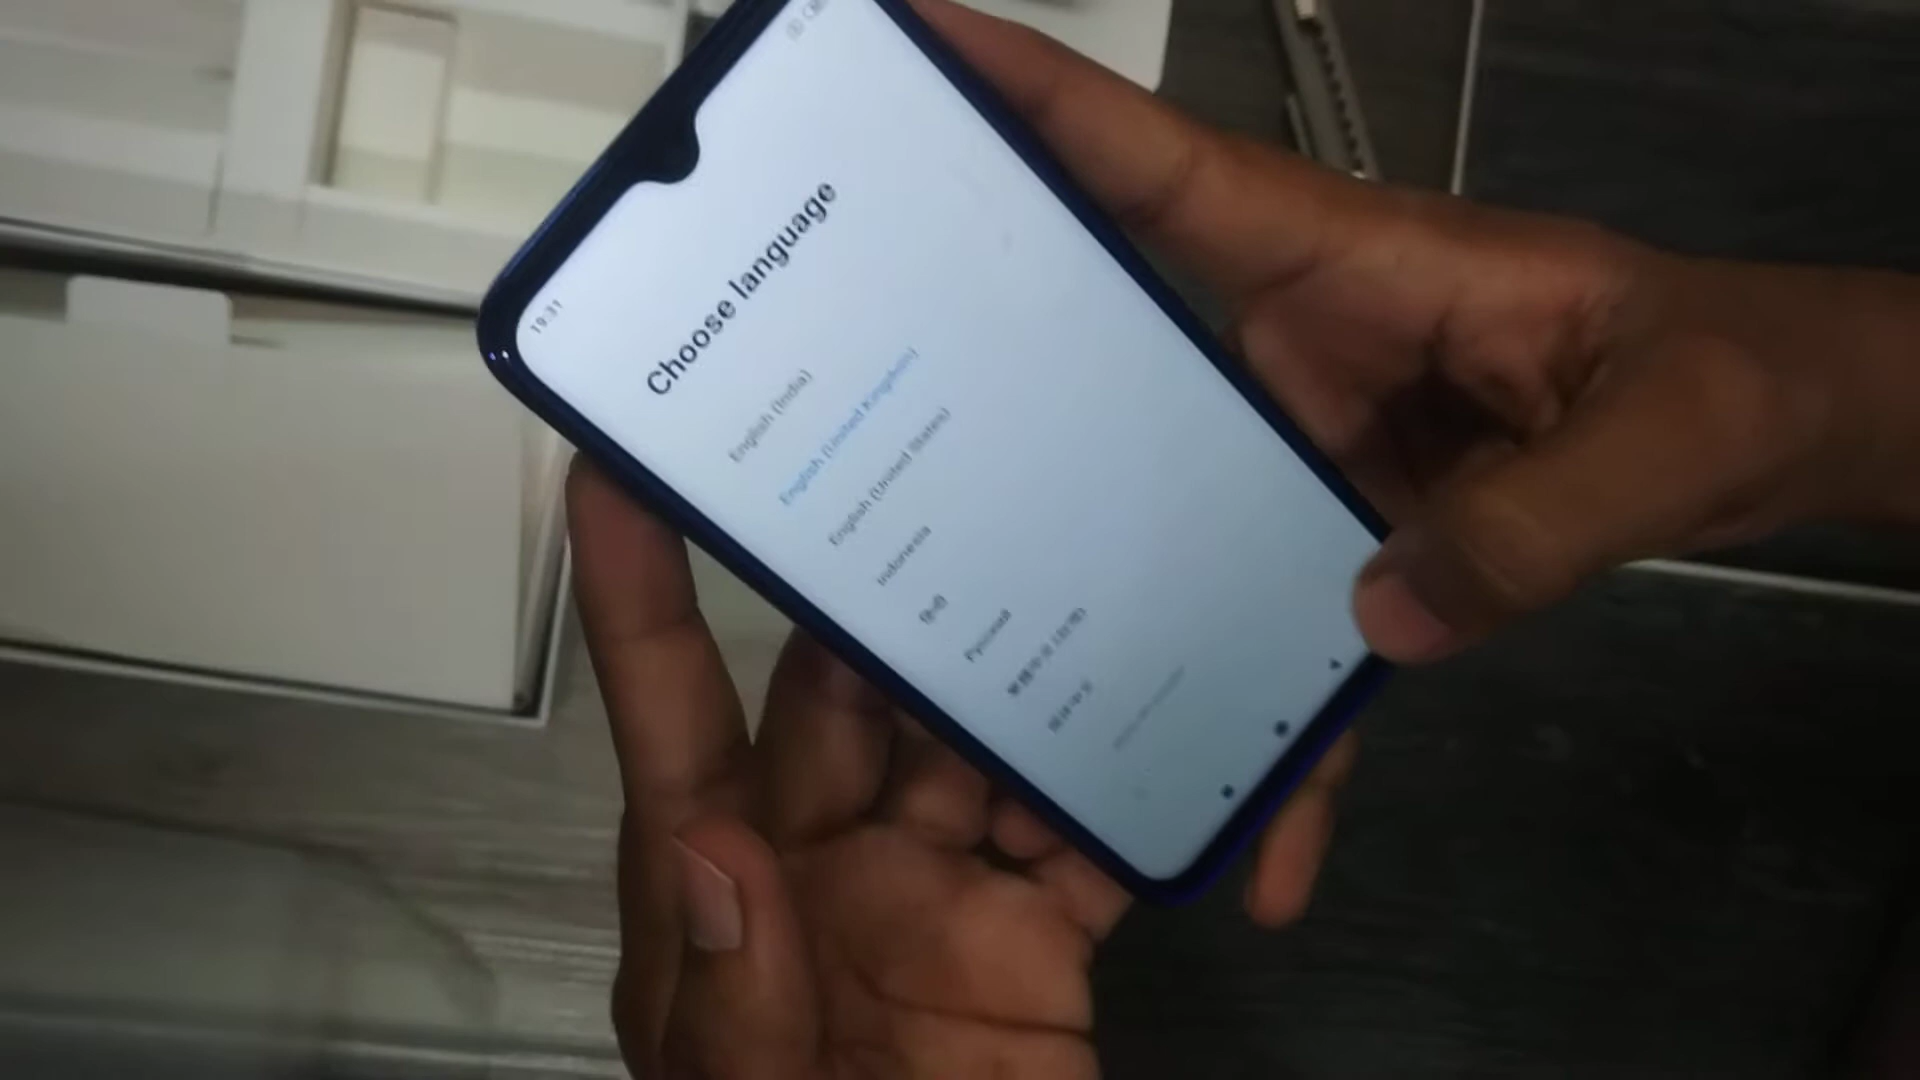 19:31
Choose language
English (India)
English (United Kingdom)
English (United States)
Indonesia
हिन्दी
Русский